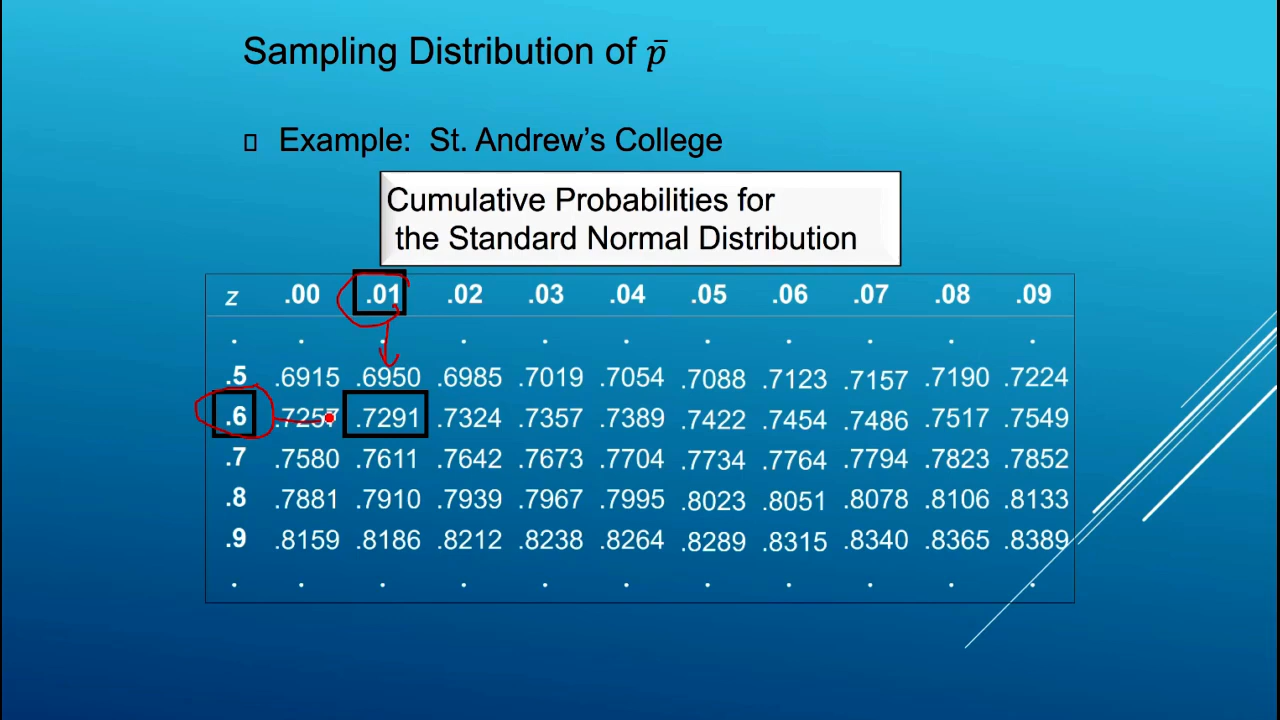 Sampling Distribution of p̄
Example: St. Andrew’s College
Cumulative Probabilities for
the Standard Normal Distribution
z .00 .01 .02 .03 .04 .05 .06 .07 .08 .09
. . . . . . . . . . .
.5 .6915 .6950 .6985 .7019 .7054 .7088 .7123 .7157 .7190 .7224
.6 .7257 .7291 .7324 .7357 .7389 .7422 .7454 .7486 .7517 .7549
.7 .7580 .7611 .7642 .7673 .7704 .7734 .7764 .7794 .7823 .7852
.8 .7881 .7910 .7939 .7967 .7995 .8023 .8051 .8078 .8106 .8133
.9 .8159 .8186 .8212 .8238 .8264 .8289 .8315 .8340 .8365 .8389
. . . . . . . . . . .